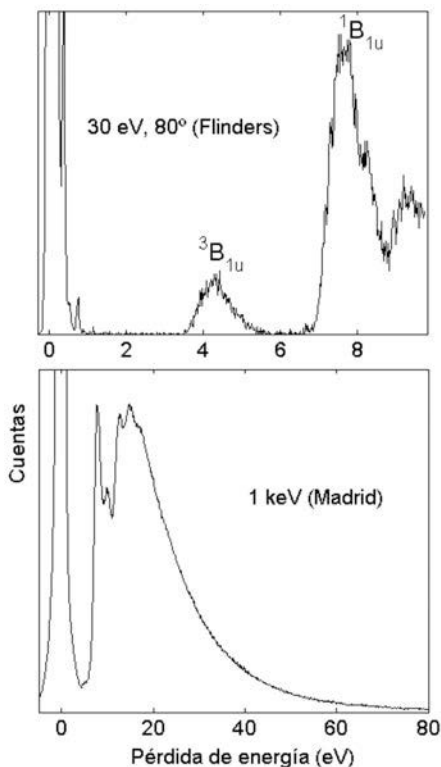 ¹B₁ᵤ
30 eV, 80º (Flinders)
³B₁ᵤ
0 2 4 6 8
Cuentas
1 keV (Madrid)
0 20 40 60 80
Pérdida de energía (eV)